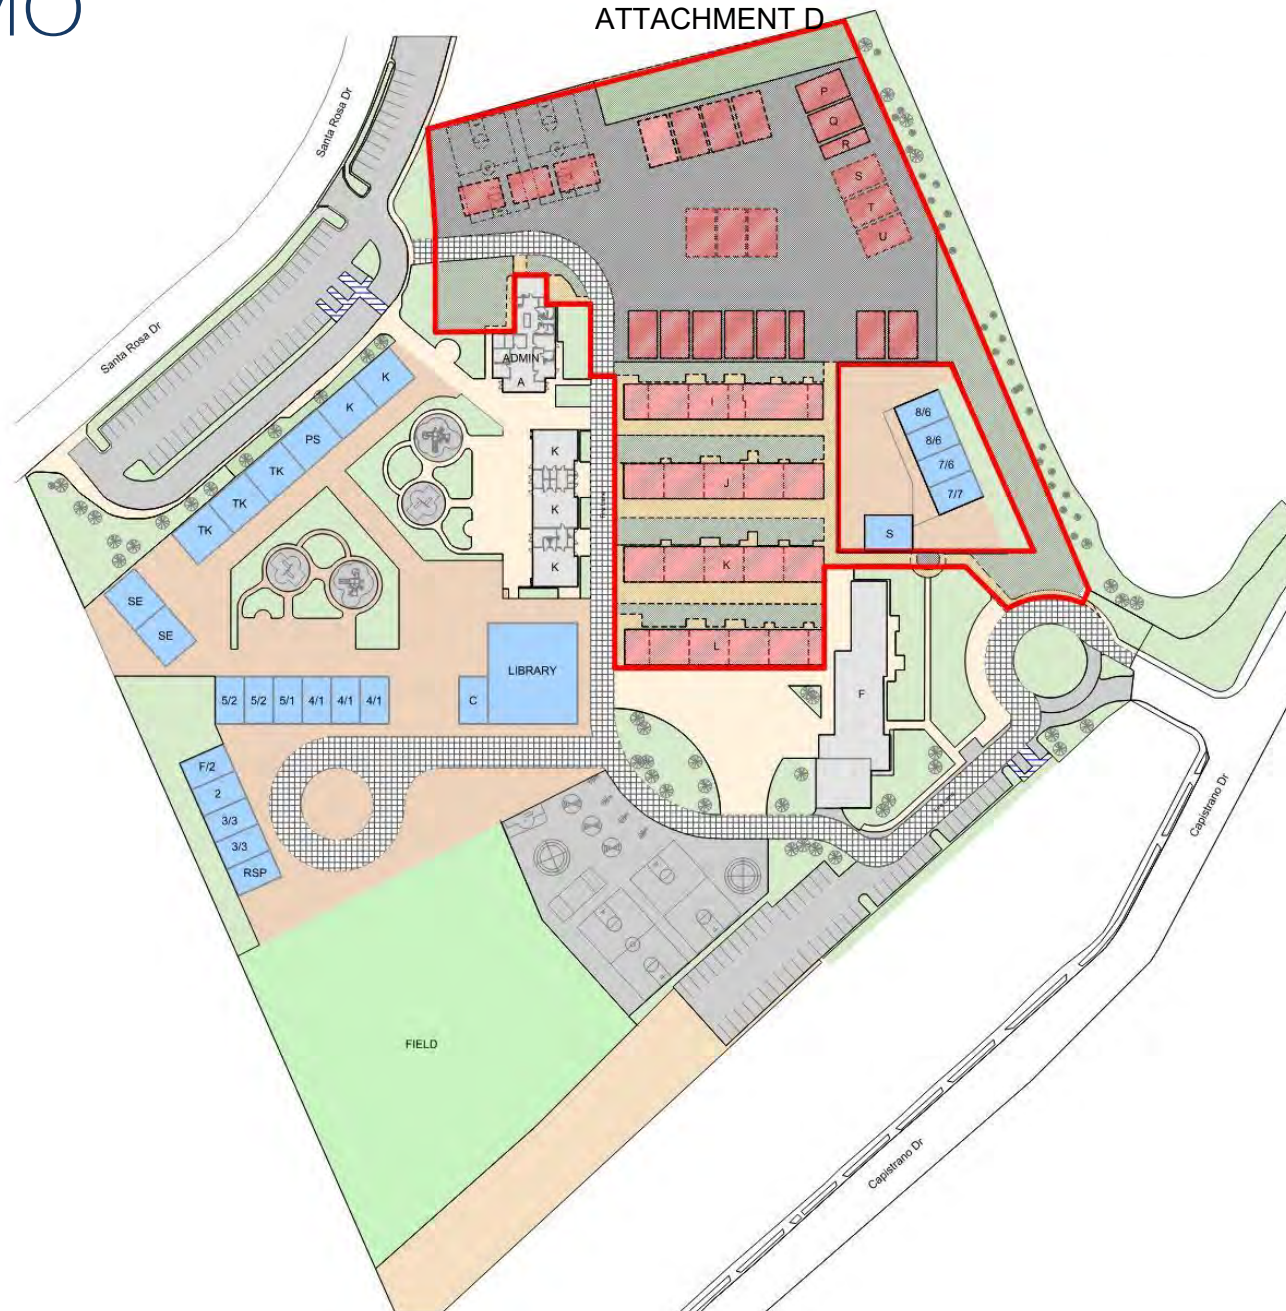 MO
ATTACHMENT D
Santa Rosa Dr
Santa Rosa Dr
P
Q
R
S
T
U
ADMIN
A
K
K
PS
TK
TK
TK
K
K
K
I
J
K
L
8/6
8/6
7/6
7/7
S
SE
SE
LIBRARY
C
5/2
5/2
5/1
4/1
4/1
4/1
F
F/2
2
3/3
3/3
RSP
FIELD
Capistrano Dr
Capistrano Dr